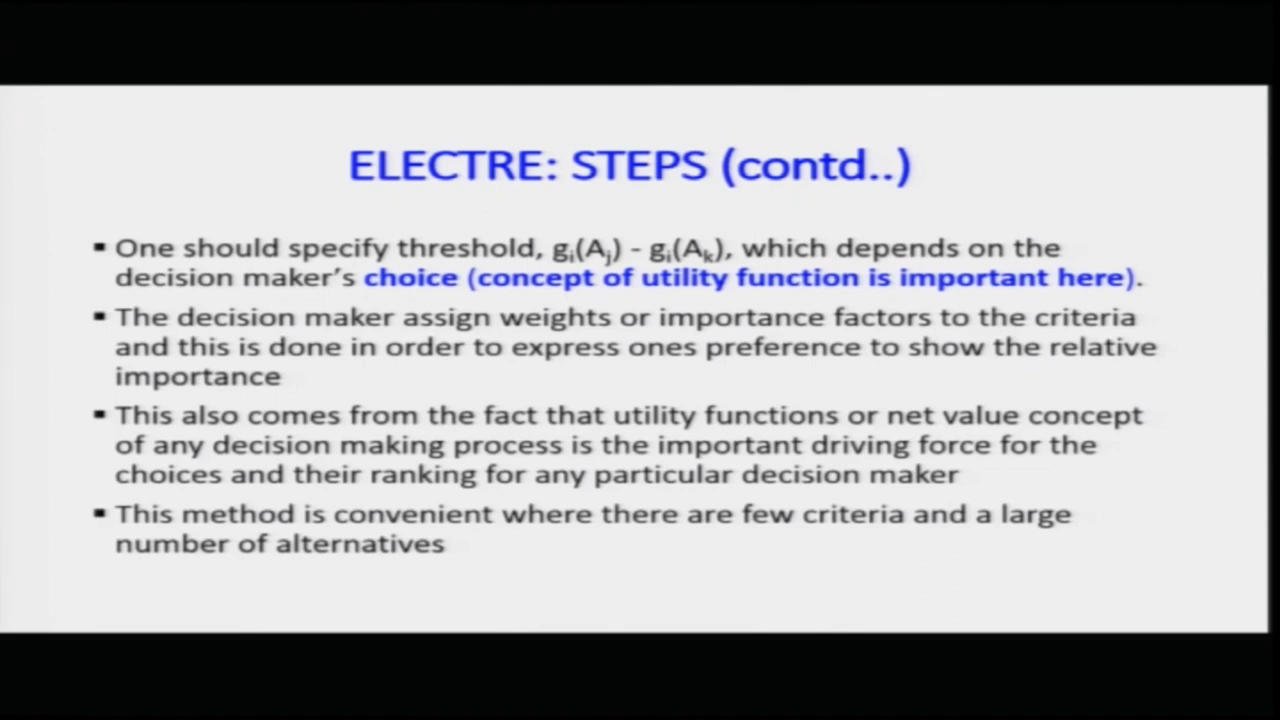 ELECTRE: STEPS (contd..)
▪ One should specify threshold, gi(Aj) - gi(Ak), which depends on the
decision maker's choice (concept of utility function is important here).
▪ The decision maker assign weights or importance factors to the criteria
and this is done in order to express ones preference to show the relative
importance
▪ This also comes from the fact that utility functions or net value concept
of any decision making process is the important driving force for the
choices and their ranking for any particular decision maker
▪ This method is convenient where there are few criteria and a large
number of alternatives